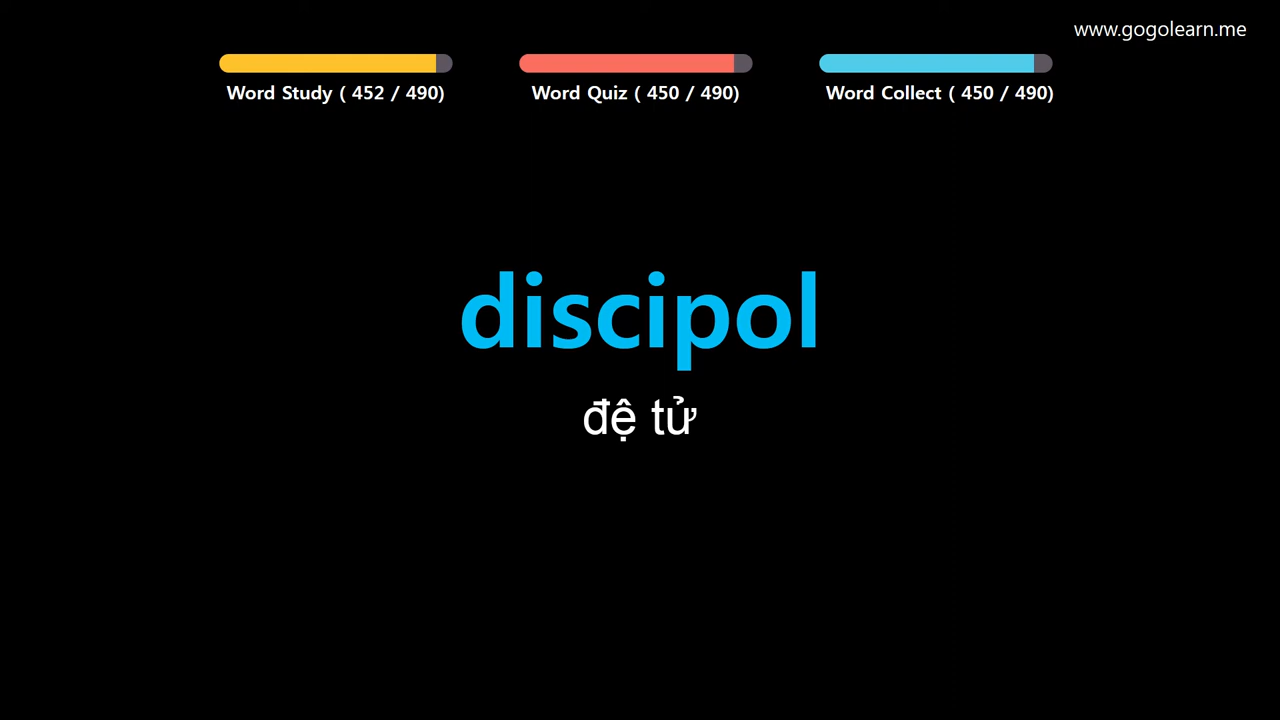 www.gogolearn.me
Word Study ( 452 / 490)
Word Quiz ( 450 / 490)
Word Collect ( 450 / 490)
discipol
đệ tử